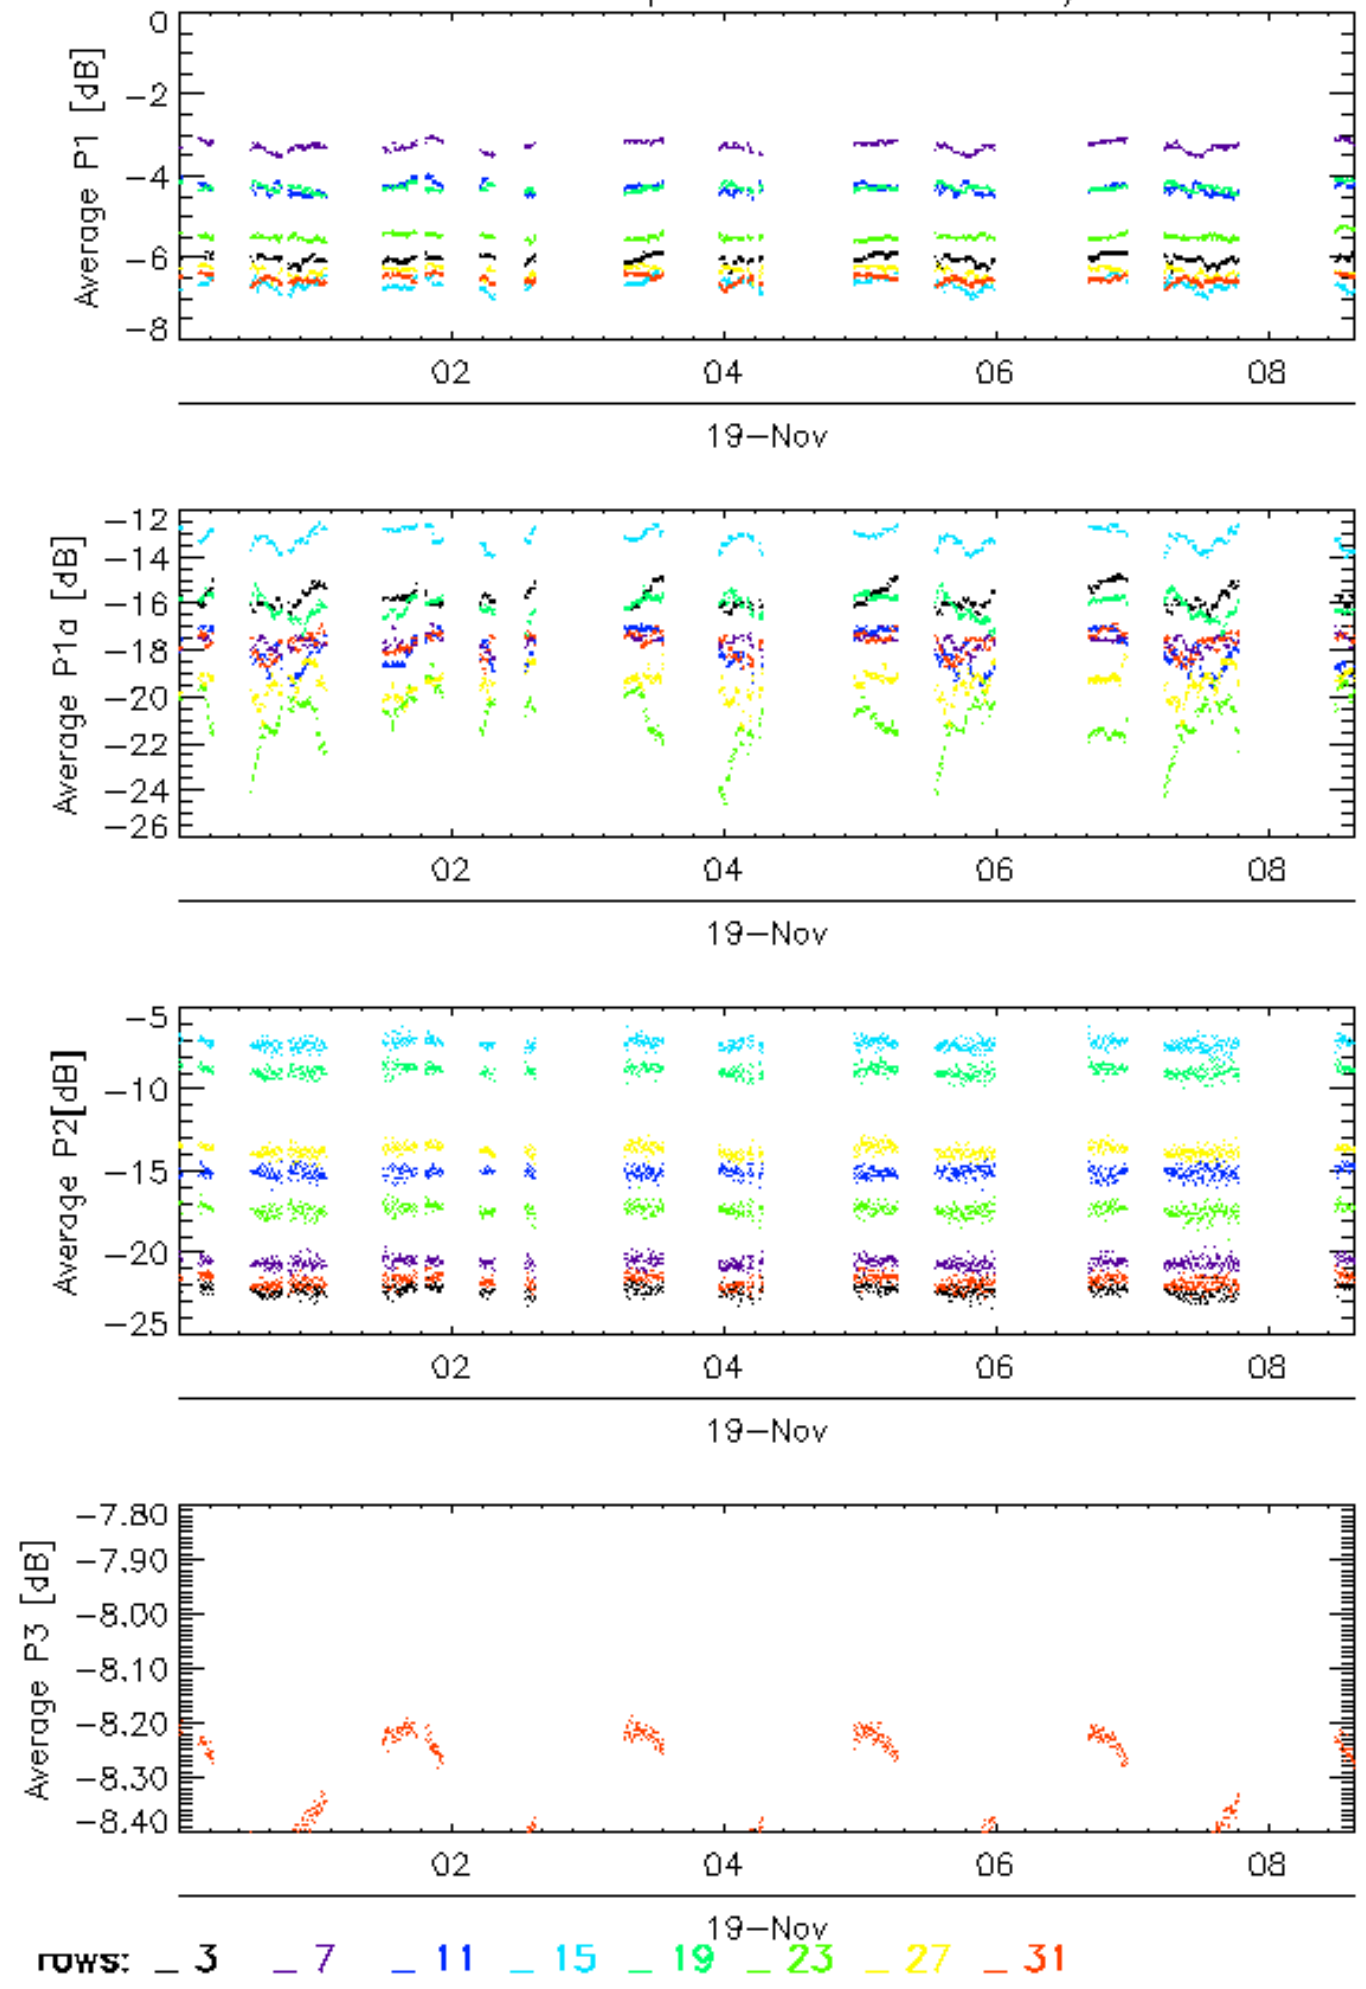 0
-2
-4
-6
-8
Average P1 [dB]
02 04 06 08
19-Nov
-12
-14
-16
-18
-20
-22
-24
-26
Average P1a [dB]
02 04 06 08
19-Nov
-5
-10
-15
-20
-25
Average P2[dB]
02 04 06 08
19-Nov
-7.80
-7.90
-8.00
-8.10
-8.20
-8.30
-8.40
Average P3 [dB]
02 04 06 08
19-Nov
rows: _ 3 _ 7 _ 11 _ 15 _ 19 _ 23 _ 27 _ 31